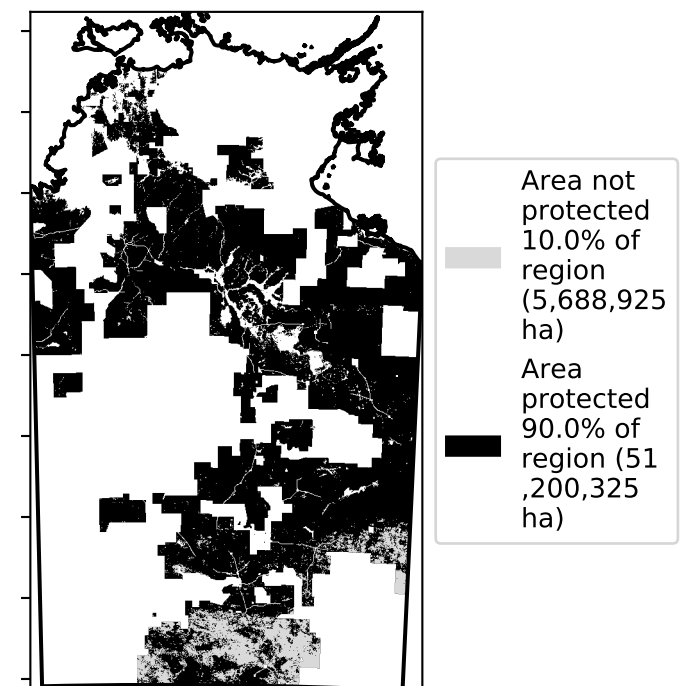 Area not
protected
10.0% of
region
(5,688,925
ha)
Area
protected
90.0% of
region (51
,200,325
ha)